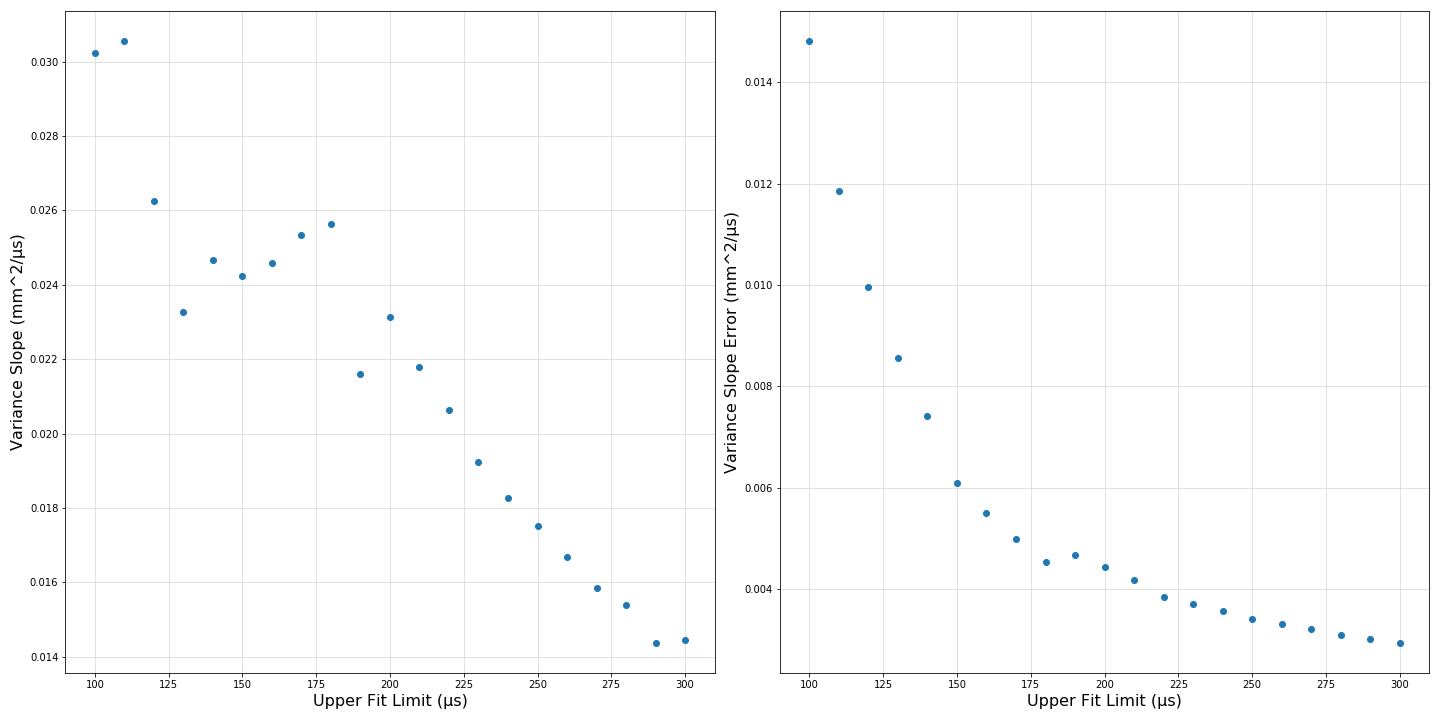 0.030
0.028
0.026
0.024
0.022
0.020
0.018
0.016
0.014
Variance Slope (mm^2/μs)
100 125 150 175 200 225 250 275 300
Upper Fit Limit (μs)
0.014
0.012
0.010
0.008
0.006
0.004
Variance Slope Error (mm^2/μs)
100 125 150 175 200 225 250 275 300
Upper Fit Limit (μs)